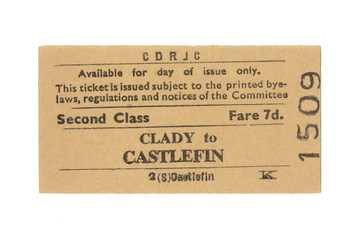 C D R J C
Available for day of issue only.
This ticket is issued subject to the printed bye-
laws, regulations and notices of the Committee
Second Class Fare 7d.
CLADY to
CASTLEFIN
2(S)Castlefin K
1509